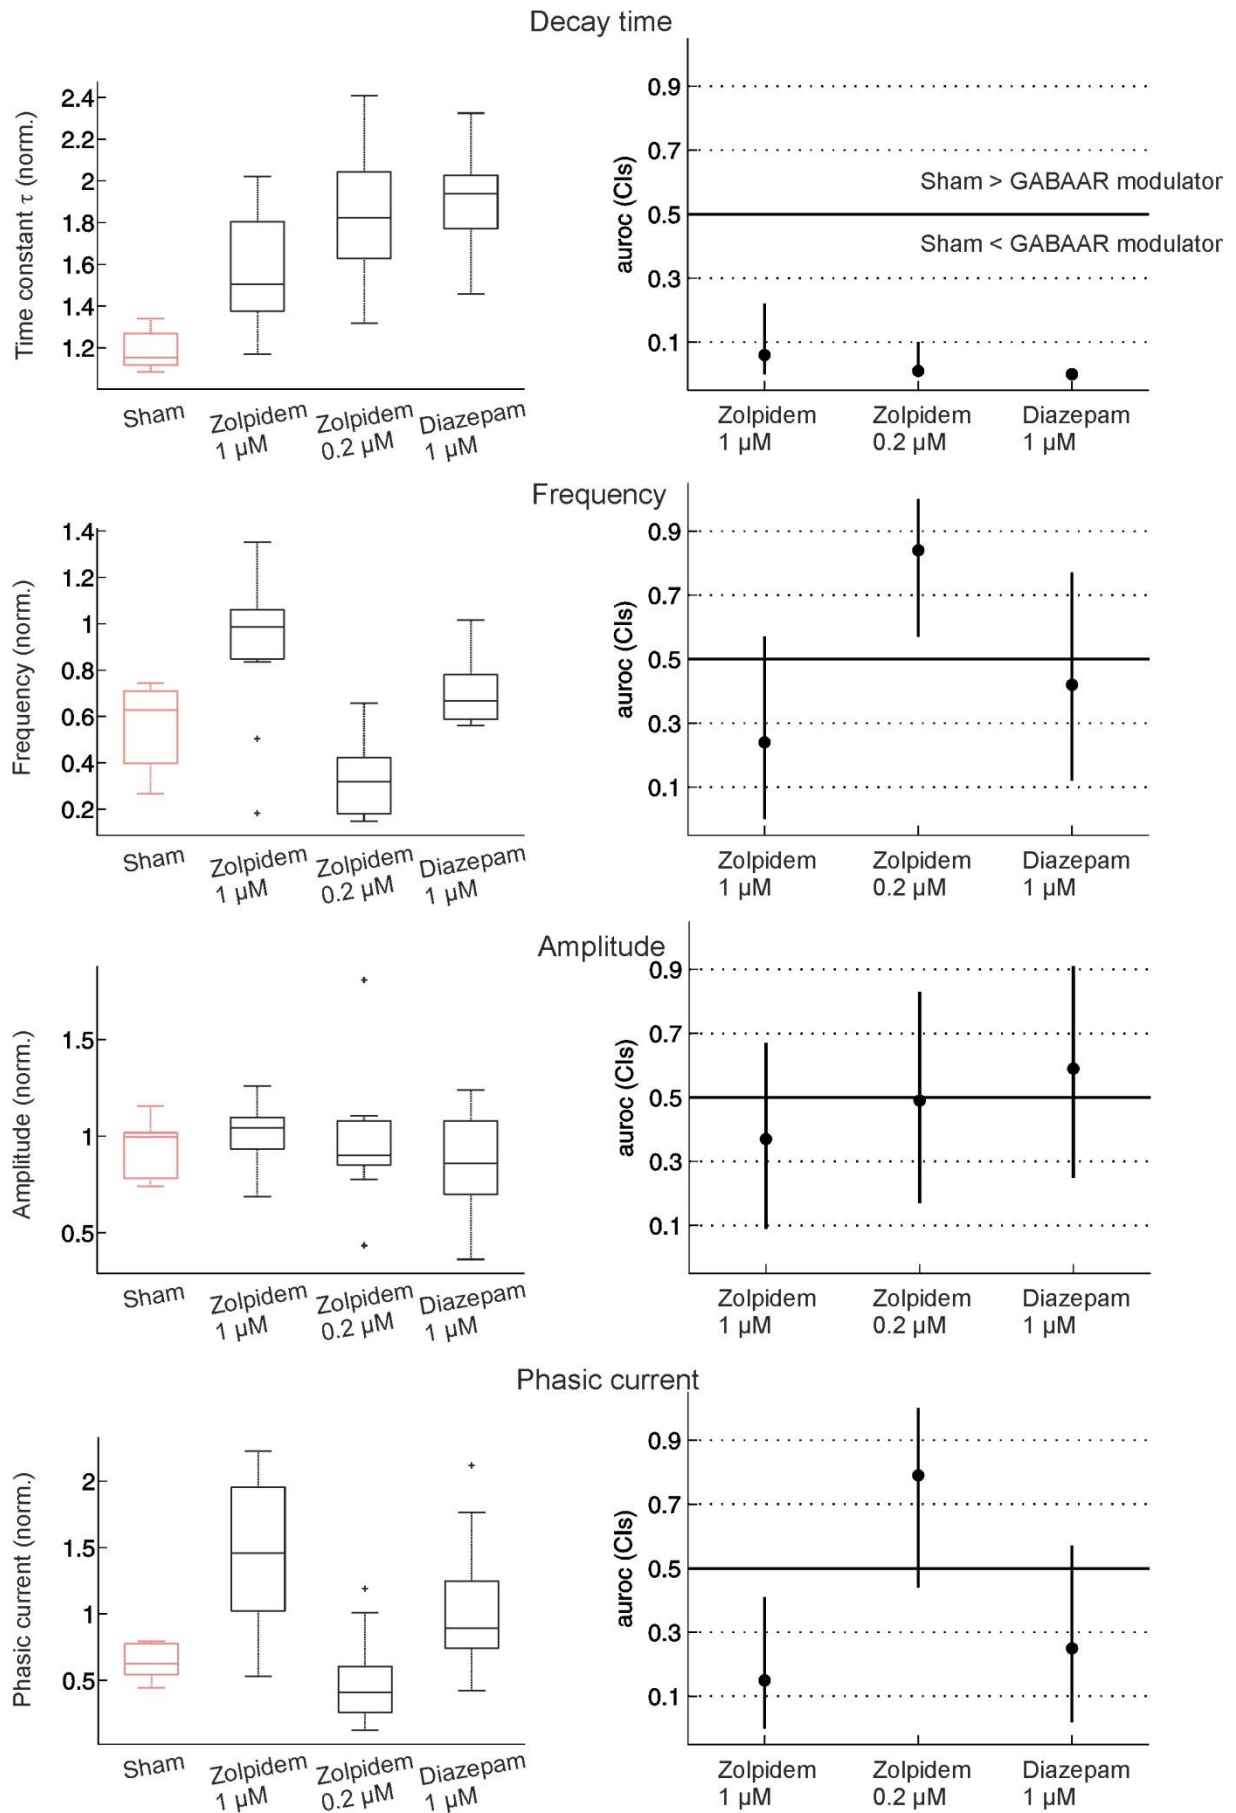 Decay time
Time constant τ (norm.)
2.4
2.2
2
1.8
1.6
1.4
1.2
Sham
Zolpidem
1 µM
Zolpidem
0.2 µM
Diazepam
1 µM
auroc (CIs)
0.9
0.7
0.5
0.3
0.1
Sham > GABAAR modulator
Sham < GABAAR modulator
Zolpidem
1 µM
Zolpidem
0.2 µM
Diazepam
1 µM
Frequency
Frequency (norm.)
1.4
1.2
1
0.8
0.6
0.4
0.2
Sham
Zolpidem
1 µM
Zolpidem
0.2 µM
Diazepam
1 µM
auroc (CIs)
0.9
0.7
0.5
0.3
0.1
Zolpidem
1 µM
Zolpidem
0.2 µM
Diazepam
1 µM
Amplitude
Amplitude (norm.)
1.5
1
0.5
Sham
Zolpidem
1 µM
Zolpidem
0.2 µM
Diazepam
1 µM
auroc (CIs)
0.9
0.7
0.5
0.3
0.1
Zolpidem
1 µM
Zolpidem
0.2 µM
Diazepam
1 µM
Phasic current
Phasic current (norm.)
2
1.5
1
0.5
Sham
Zolpidem
1 µM
Zolpidem
0.2 µM
Diazepam
1 µM
auroc (CIs)
0.9
0.7
0.5
0.3
0.1
Zolpidem
1 µM
Zolpidem
0.2 µM
Diazepam
1 µM